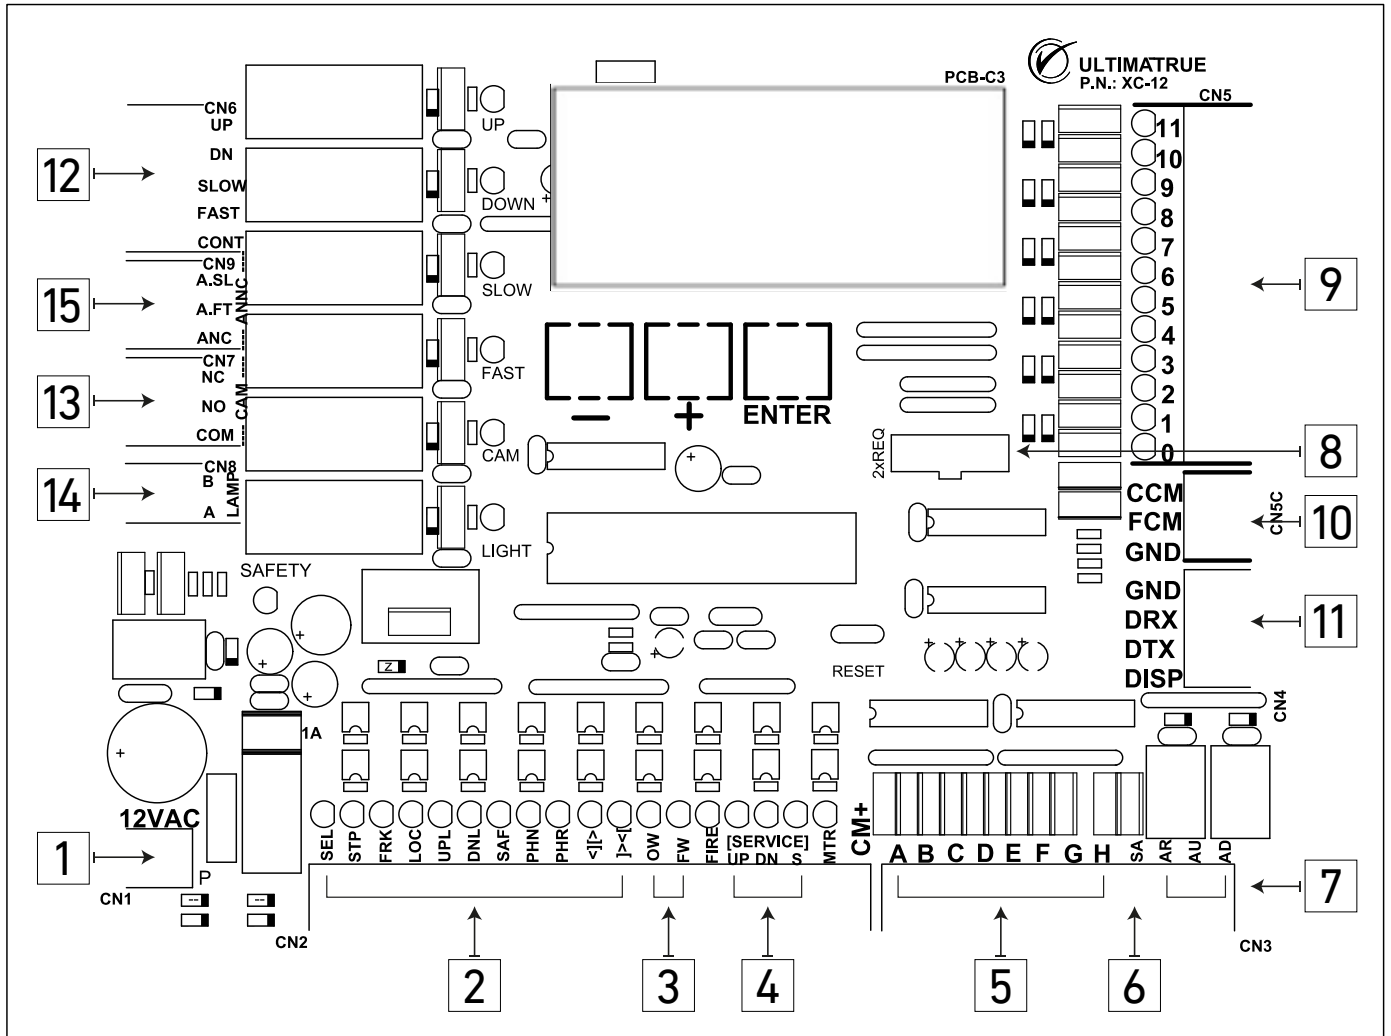 ULTIMATRUE
P.N.: XC-12
PCB-C3
CN5
CN6
UP
DN
SLOW
FAST
CONT
CN9
A.SL
A.FT
ANC
ANNC
CN7
NC
NO
COM
CAM
CN8
B
A
LAMP
12
15
13
14
UP
DOWN
SLOW
FAST
CAM
LIGHT
+
−
+
ENTER
2xREQ
+
11
10
9
8
7
6
5
4
3
2
1
0
9
8
CCM
FCM
GND
CN5C
10
GND
DRX
DTX
DISP
11
CN4
SAFETY
+
+
+
Z
+
RESET
+ + + +
1A
+
12VAC
1
CN1
P
CN2
SEL
STP
FRK
LOC
UPL
DNL
SAF
PHN
PHR
<][>
]><[
OW
FW
FIRE
[SERVICE]
UP DN S
MTR
CM+
A B C D E F G H
SA
AR
AU
AD
7
CN3
2
3
4
5
6